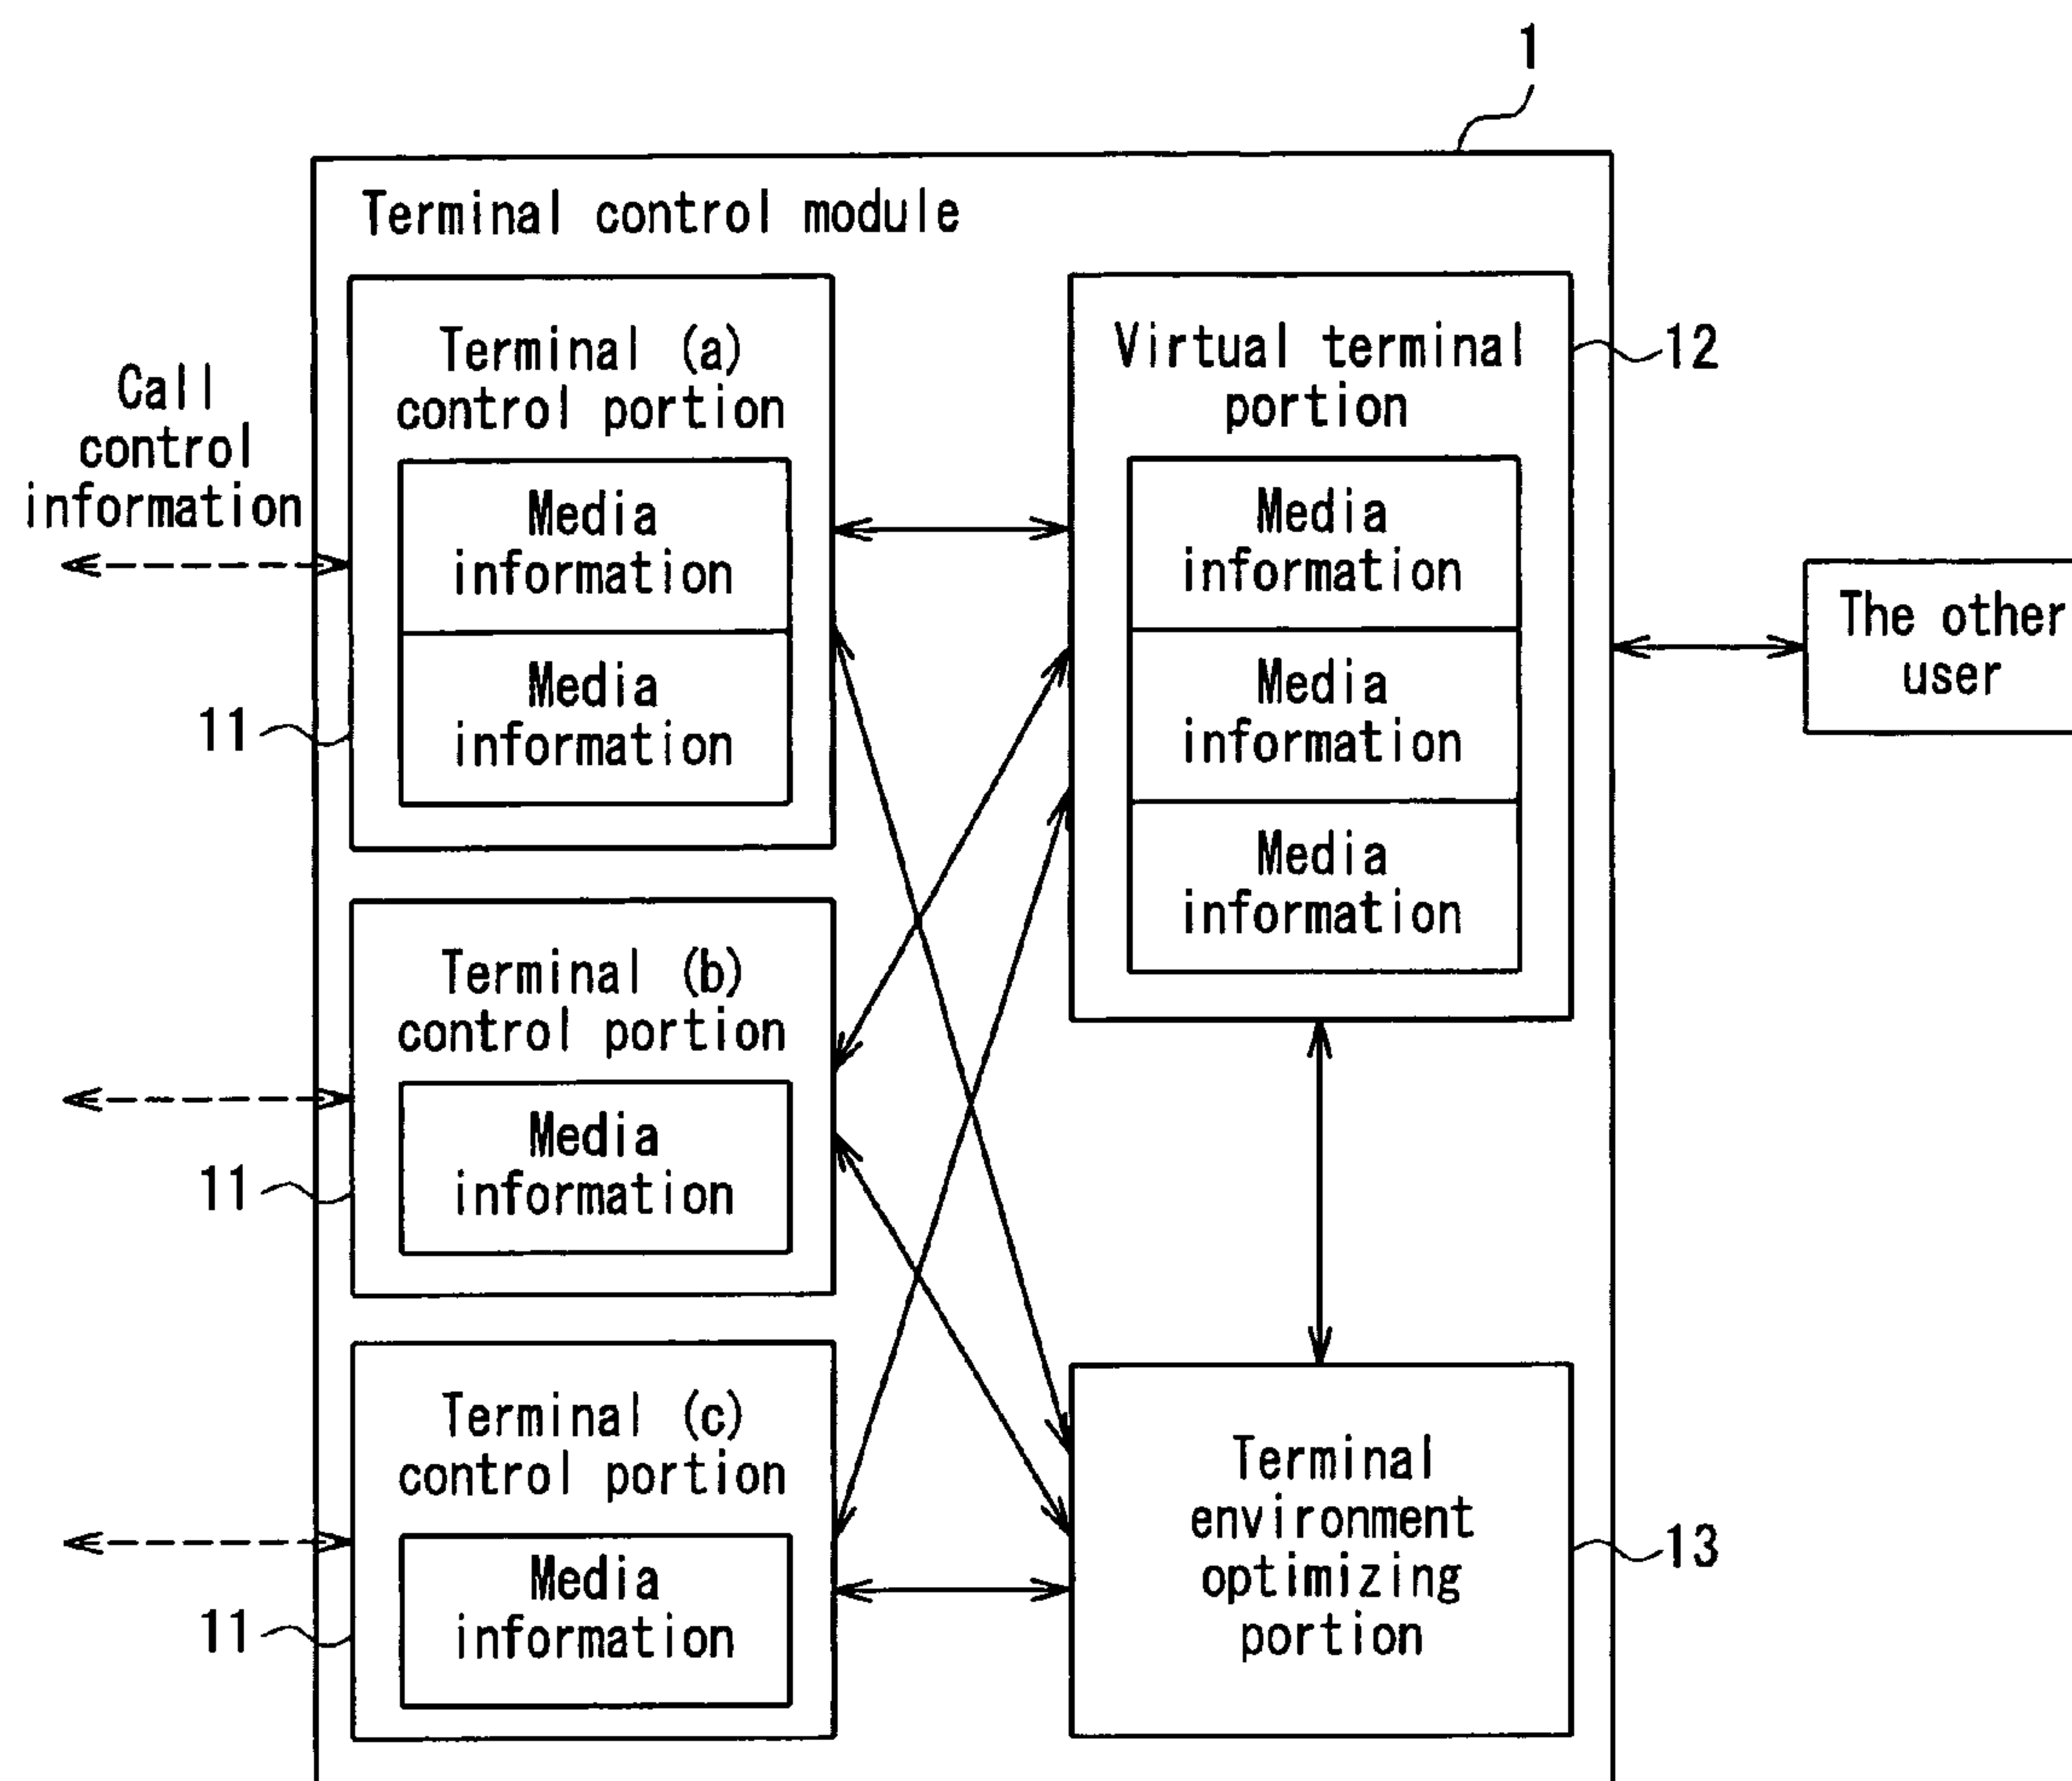 1
Terminal control module
Call
control
information
Terminal (a)
control portion
Media
information
Media
information
11
Virtual terminal
portion
Media
information
Media
information
Media
information
12
The other
user
Terminal (b)
control portion
Media
information
11
Terminal (c)
control portion
Media
information
11
Terminal
environment
optimizing
portion
13